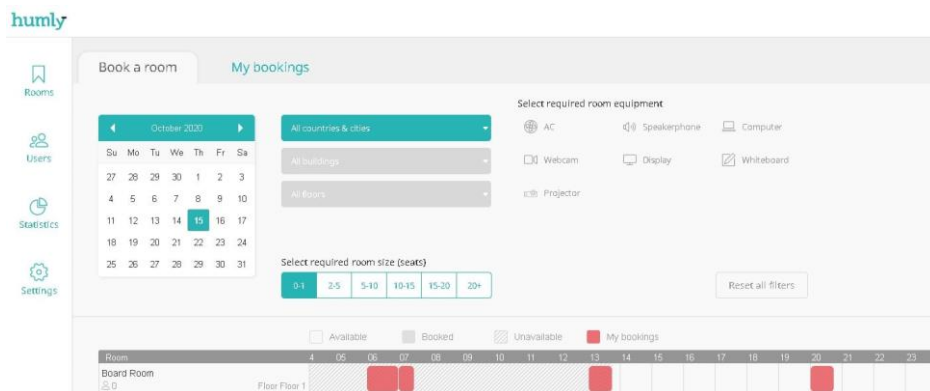 humly
Book a room
My bookings
Rooms
Users
Statistics
Settings
October 2020
Su Mo Tu We Th Fr Sa
27 28 29 30 1 2 3
4 5 6 7 8 9 10
11 12 13 14 15 16 17
18 19 20 21 22 23 24
25 26 27 28 29 30 31
All countries & cities
All buildings
All floors
Select required room size (seats)
0-1 2-5 5-10 10-15 15-20 20+
Select required room equipment
AC Speakerphone Computer
Webcam Display Whiteboard
Projector
Reset all filters
Available Booked Unavailable My bookings
Room 4 05 06 07 08 09 10 11 12 13 14 15 16 17 18 19 20 21 22 23
Board Room
0 Floor Floor 1